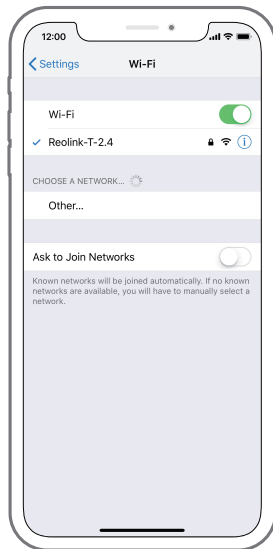 12:00
Settings
Wi-Fi
Wi-Fi
Reolink-T-2.4
CHOOSE A NETWORK...
Other...
Ask to Join Networks
Known networks will be joined automatically. If no known
networks are available, you will have to manually select a
network.